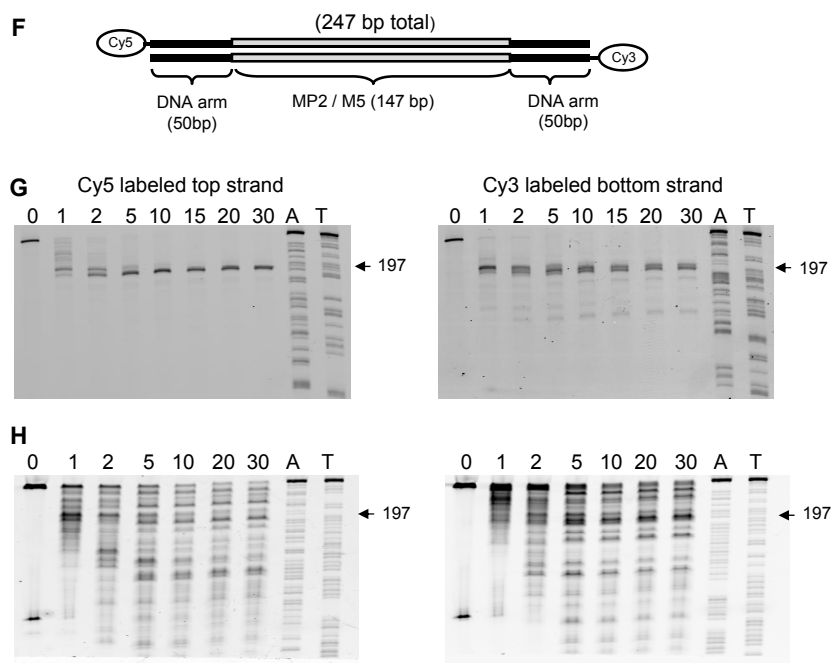 F
(247 bp total)
Cy5
Cy3
DNA arm
(50bp)
MP2 / M5 (147 bp)
DNA arm
(50bp)
G
Cy5 labeled top strand
Cy3 labeled bottom strand
0 1 2 5 10 15 20 30 A T
0 1 2 5 10 15 20 30 A T
197
197
H
0 1 2 5 10 20 30 A T
0 1 2 5 10 20 30 A T
197
197